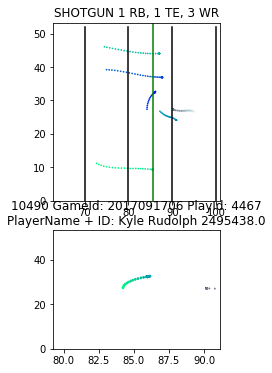 SHOTGUN 1 RB, 1 TE, 3 WR
50
40
30
20
10
0
70 80 90 100
10490 GameId: 2017091706 PlayId: 4467
PlayerName + ID: Kyle Rudolph 2495438.0
40
20
0
80.0 82.5 85.0 87.5 90.0